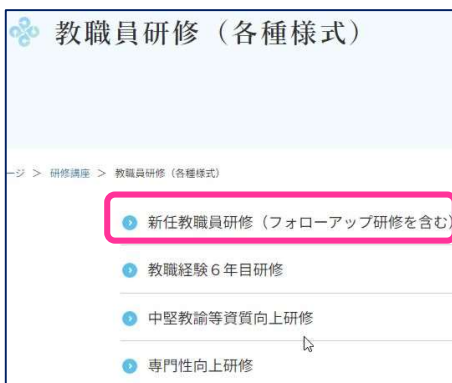 教職員研修（各種様式）
ージ ＞ 研修講座 ＞ 教職員研修（各種様式）
新任教職員研修（フォローアップ研修を含む）
教職経験６年目研修
中堅教諭等資質向上研修
専門性向上研修